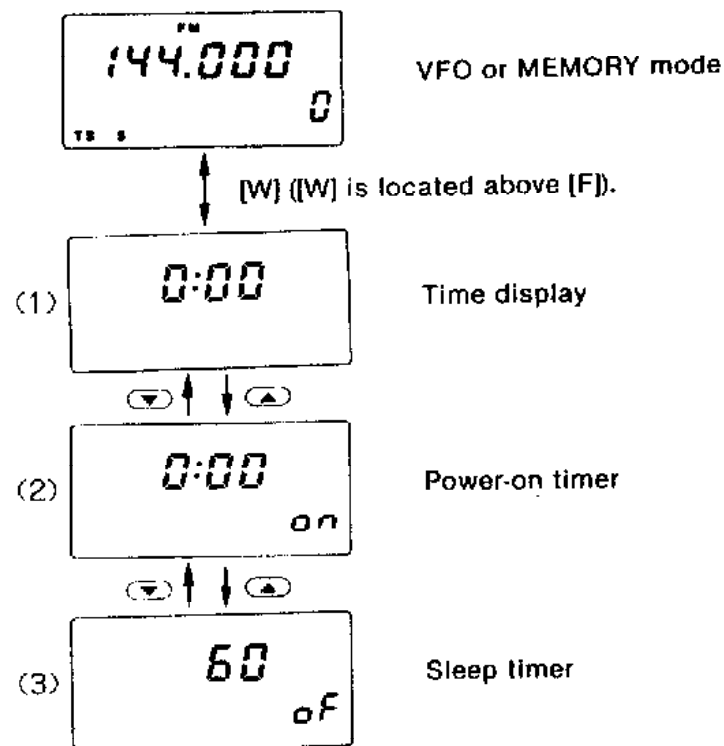 FM
144.000
0
TS S
VFO or MEMORY mode
[W] ([W] is located above [F]).
(1)
0:00
Time display
(2)
0:00
on
Power-on timer
(3)
60
oF
Sleep timer